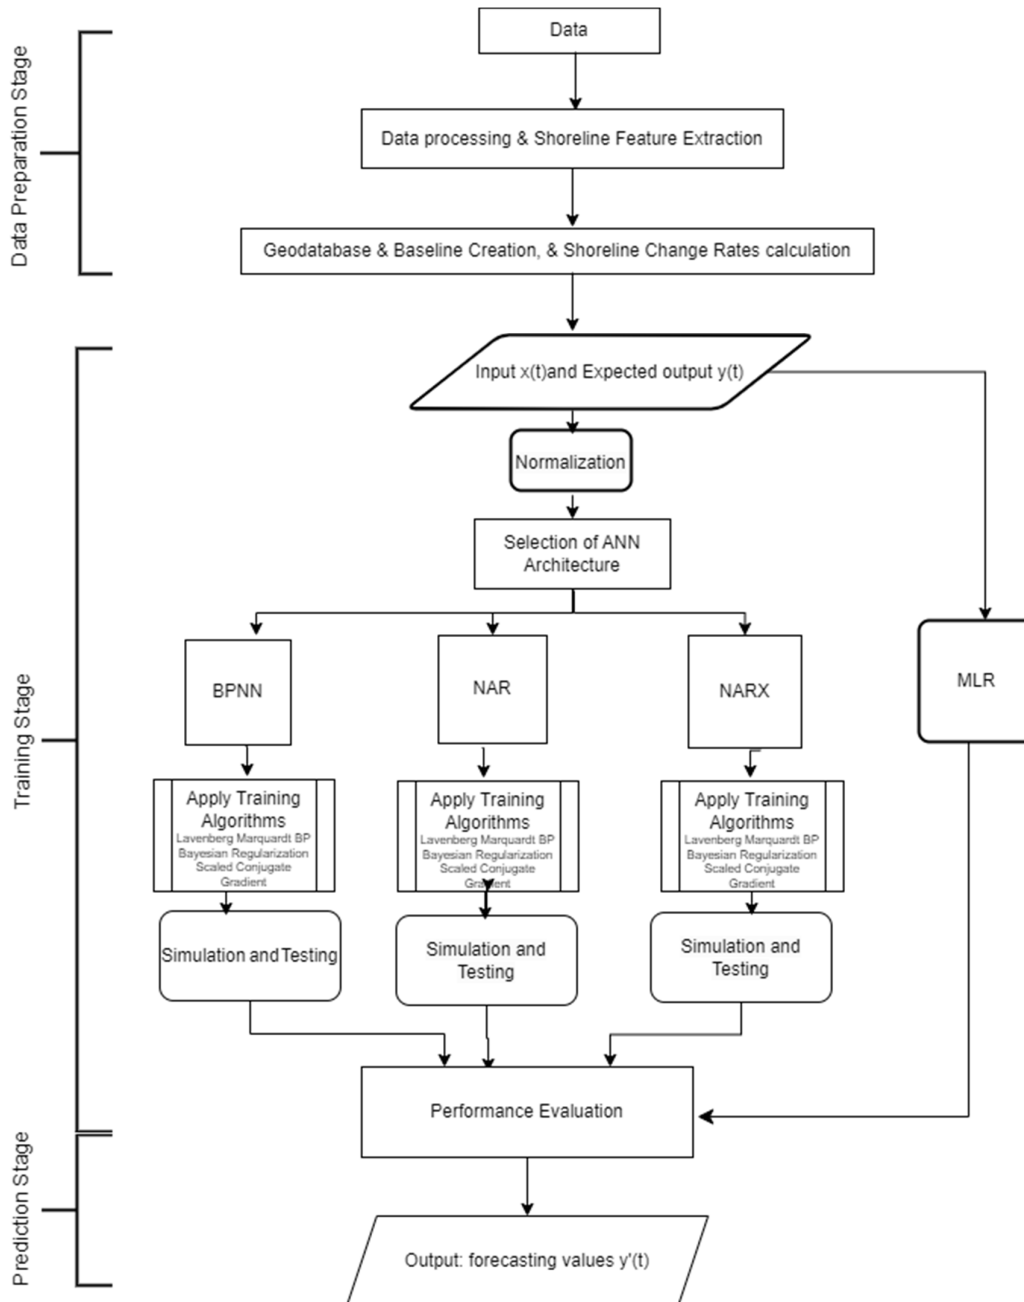 Data Preparation Stage
Data
Data processing & Shoreline Feature Extraction
Geodatabase & Baseline Creation, & Shoreline Change Rates calculation
Training Stage
Input x(t)and Expected output y(t)
Normalization
Selection of ANN
Architecture
BPNN
NAR
NARX
MLR
Apply Training
Algorithms
Lavenberg Marquardt BP
Bayesian Regularization
Scaled Conjugate
Gradient
Apply Training
Algorithms
Lavenberg Marquardt BP
Bayesian Regularization
Scaled Conjugate
Gradient
Apply Training
Algorithms
Lavenberg Marquardt BP
Bayesian Regularization
Scaled Conjugate
Gradient
Simulation and Testing
Simulation and
Testing
Simulation and
Testing
Performance Evaluation
Prediction Stage
Output: forecasting values y'(t)